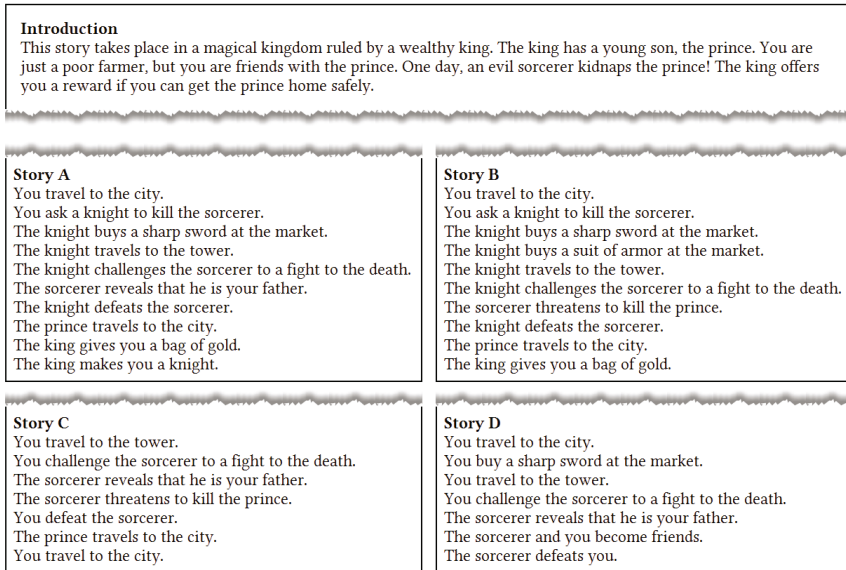 Introduction
This story takes place in a magical kingdom ruled by a wealthy king. The king has a young son, the prince. You are
just a poor farmer, but you are friends with the prince. One day, an evil sorcerer kidnaps the prince! The king offers
you a reward if you can get the prince home safely.
Story A
You travel to the city.
You ask a knight to kill the sorcerer.
The knight buys a sharp sword at the market.
The knight travels to the tower.
The knight challenges the sorcerer to a fight to the death.
The sorcerer reveals that he is your father.
The knight defeats the sorcerer.
The prince travels to the city.
The king gives you a bag of gold.
The king makes you a knight.
Story B
You travel to the city.
You ask a knight to kill the sorcerer.
The knight buys a sharp sword at the market.
The knight buys a suit of armor at the market.
The knight travels to the tower.
The knight challenges the sorcerer to a fight to the death.
The sorcerer threatens to kill the prince.
The knight defeats the sorcerer.
The prince travels to the city.
The king gives you a bag of gold.
Story C
You travel to the tower.
You challenge the sorcerer to a fight to the death.
The sorcerer reveals that he is your father.
The sorcerer threatens to kill the prince.
You defeat the sorcerer.
The prince travels to the city.
You travel to the city.
Story D
You travel to the city.
You buy a sharp sword at the market.
You travel to the tower.
You challenge the sorcerer to a fight to the death.
The sorcerer reveals that he is your father.
The sorcerer and you become friends.
The sorcerer defeats you.